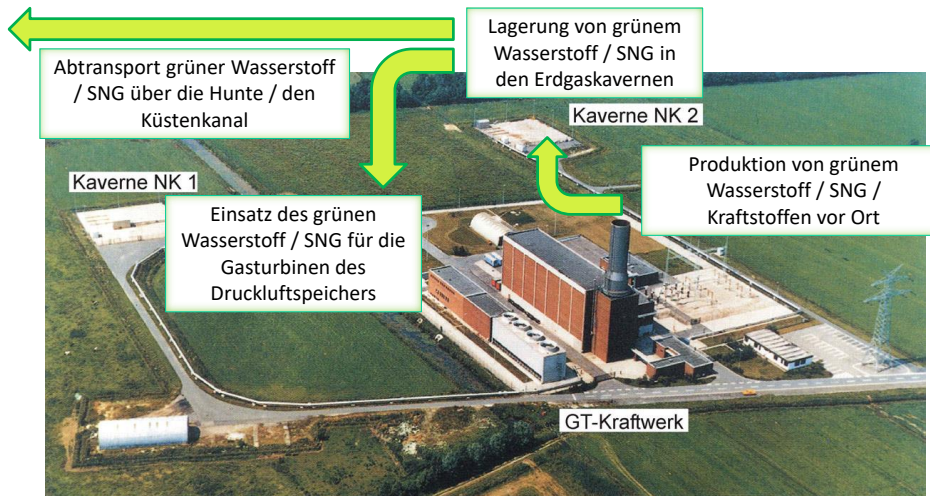 Lagerung von grünem
Wasserstoff / SNG in
den Erdgaskavernen
Abtransport grüner Wasserstoff
/ SNG über die Hunte / den
Küstenkanal
Kaverne NK 2
Produktion von grünem
Wasserstoff / SNG /
Kraftstoffen vor Ort
Kaverne NK 1
Einsatz des grünen
Wasserstoff / SNG für die
Gasturbinen des
Druckluftspeichers
GT-Kraftwerk